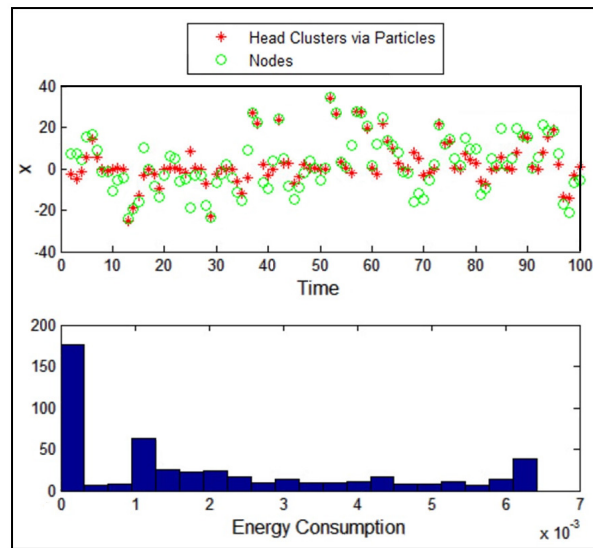 Head Clusters via Particles
Nodes
40
20
0
-20
-40
x
0 10 20 30 40 50 60 70 80 90 100
Time
200
150
100
50
0
0 1 2 3 4 5 6 7
Energy Consumption
x 10^-3